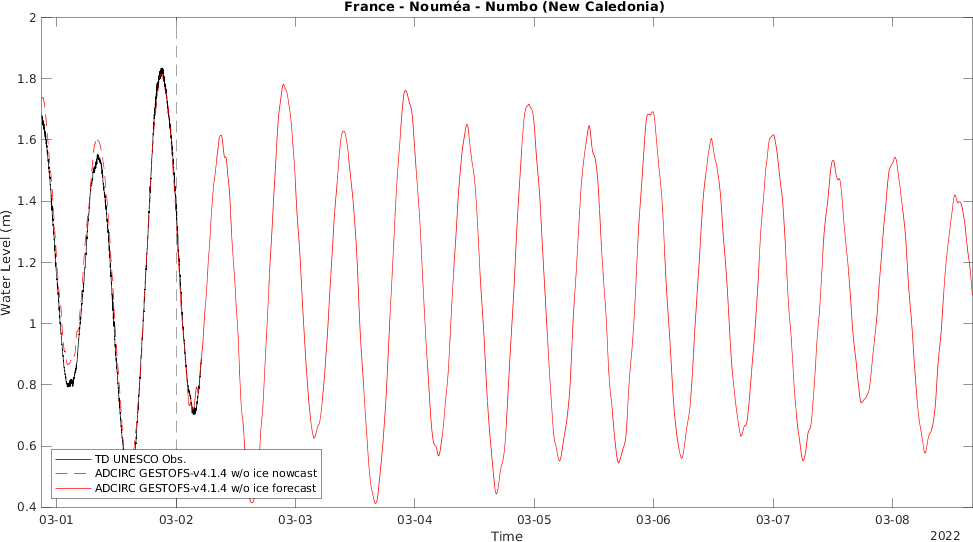 France - Nouméa - Numbo (New Caledonia)
2
1.8
1.6
1.4
1.2
1
0.8
0.6
0.4
Water Level (m)
TD UNESCO Obs.
ADCIRC GESTOFS-v4.1.4 w/o ice nowcast
ADCIRC GESTOFS-v4.1.4 w/o ice forecast
03-01 03-02 03-03 03-04 03-05 03-06 03-07 03-08
Time
2022